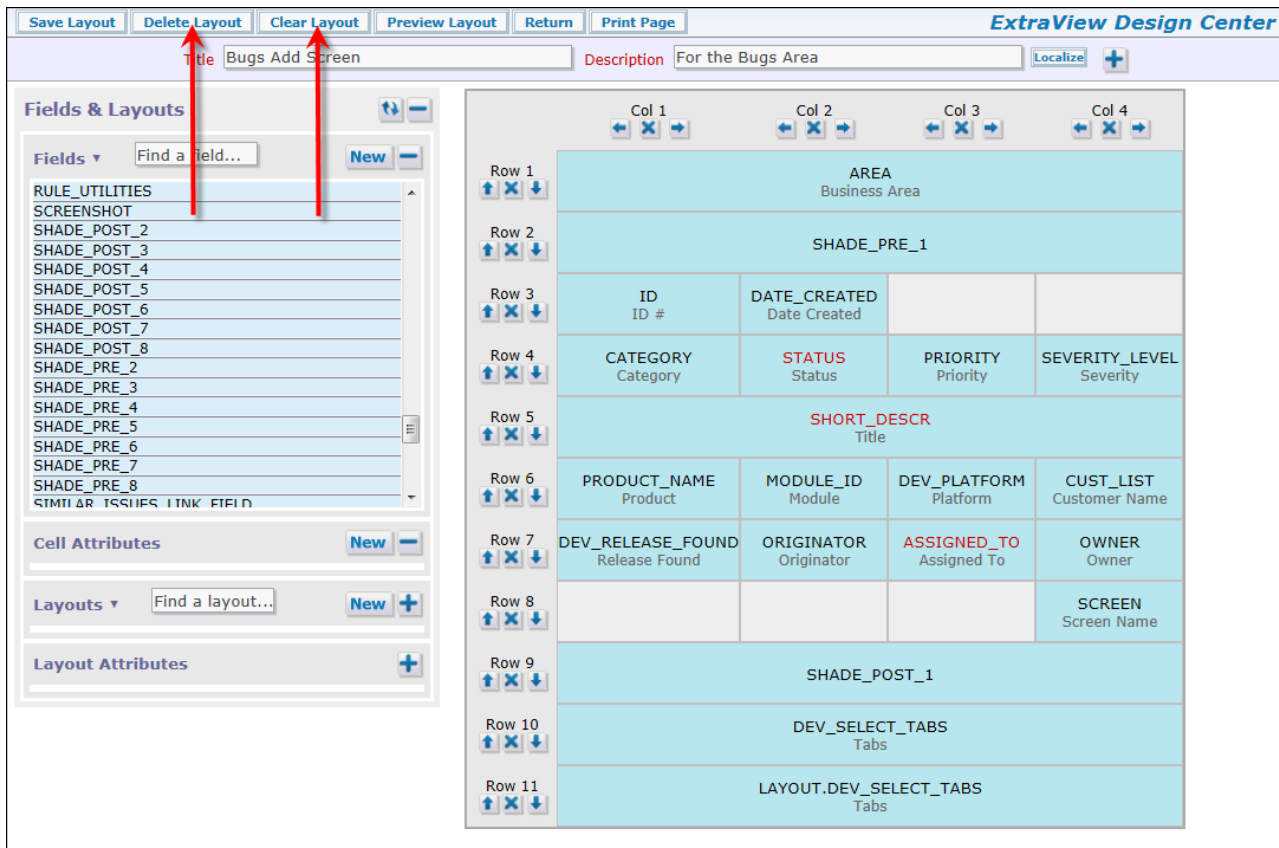 Save Layout Delete Layout Clear Layout Preview Layout Return Print Page ExtraView Design Center
Title Bugs Add Screen Description For the Bugs Area Localize
Fields & Layouts
Fields Find a field... New
RULE_UTILITIES
SCREENSHOT
SHADE_POST_2
SHADE_POST_3
SHADE_POST_4
SHADE_POST_5
SHADE_POST_6
SHADE_POST_7
SHADE_POST_8
SHADE_PRE_2
SHADE_PRE_3
SHADE_PRE_4
SHADE_PRE_5
SHADE_PRE_6
SHADE_PRE_7
SHADE_PRE_8
SIMILAR_ISSUES_LINK_FIELD
Cell Attributes New
Layouts Find a layout... New
Layout Attributes
Col 1 Col 2 Col 3 Col 4
Row 1 AREA
Business Area
Row 2 SHADE_PRE_1
Row 3 ID DATE_CREATED
ID # Date Created
Row 4 CATEGORY STATUS PRIORITY SEVERITY_LEVEL
Category Status Priority Severity
Row 5 SHORT_DESCR
Title
Row 6 PRODUCT_NAME MODULE_ID DEV_PLATFORM CUST_LIST
Product Module Platform Customer Name
Row 7 DEV_RELEASE_FOUND ORIGINATOR ASSIGNED_TO OWNER
Release Found Originator Assigned To Owner
Row 8 SCREEN
Screen Name
Row 9 SHADE_POST_1
Row 10 DEV_SELECT_TABS
Tabs
Row 11 LAYOUT.DEV_SELECT_TABS
Tabs